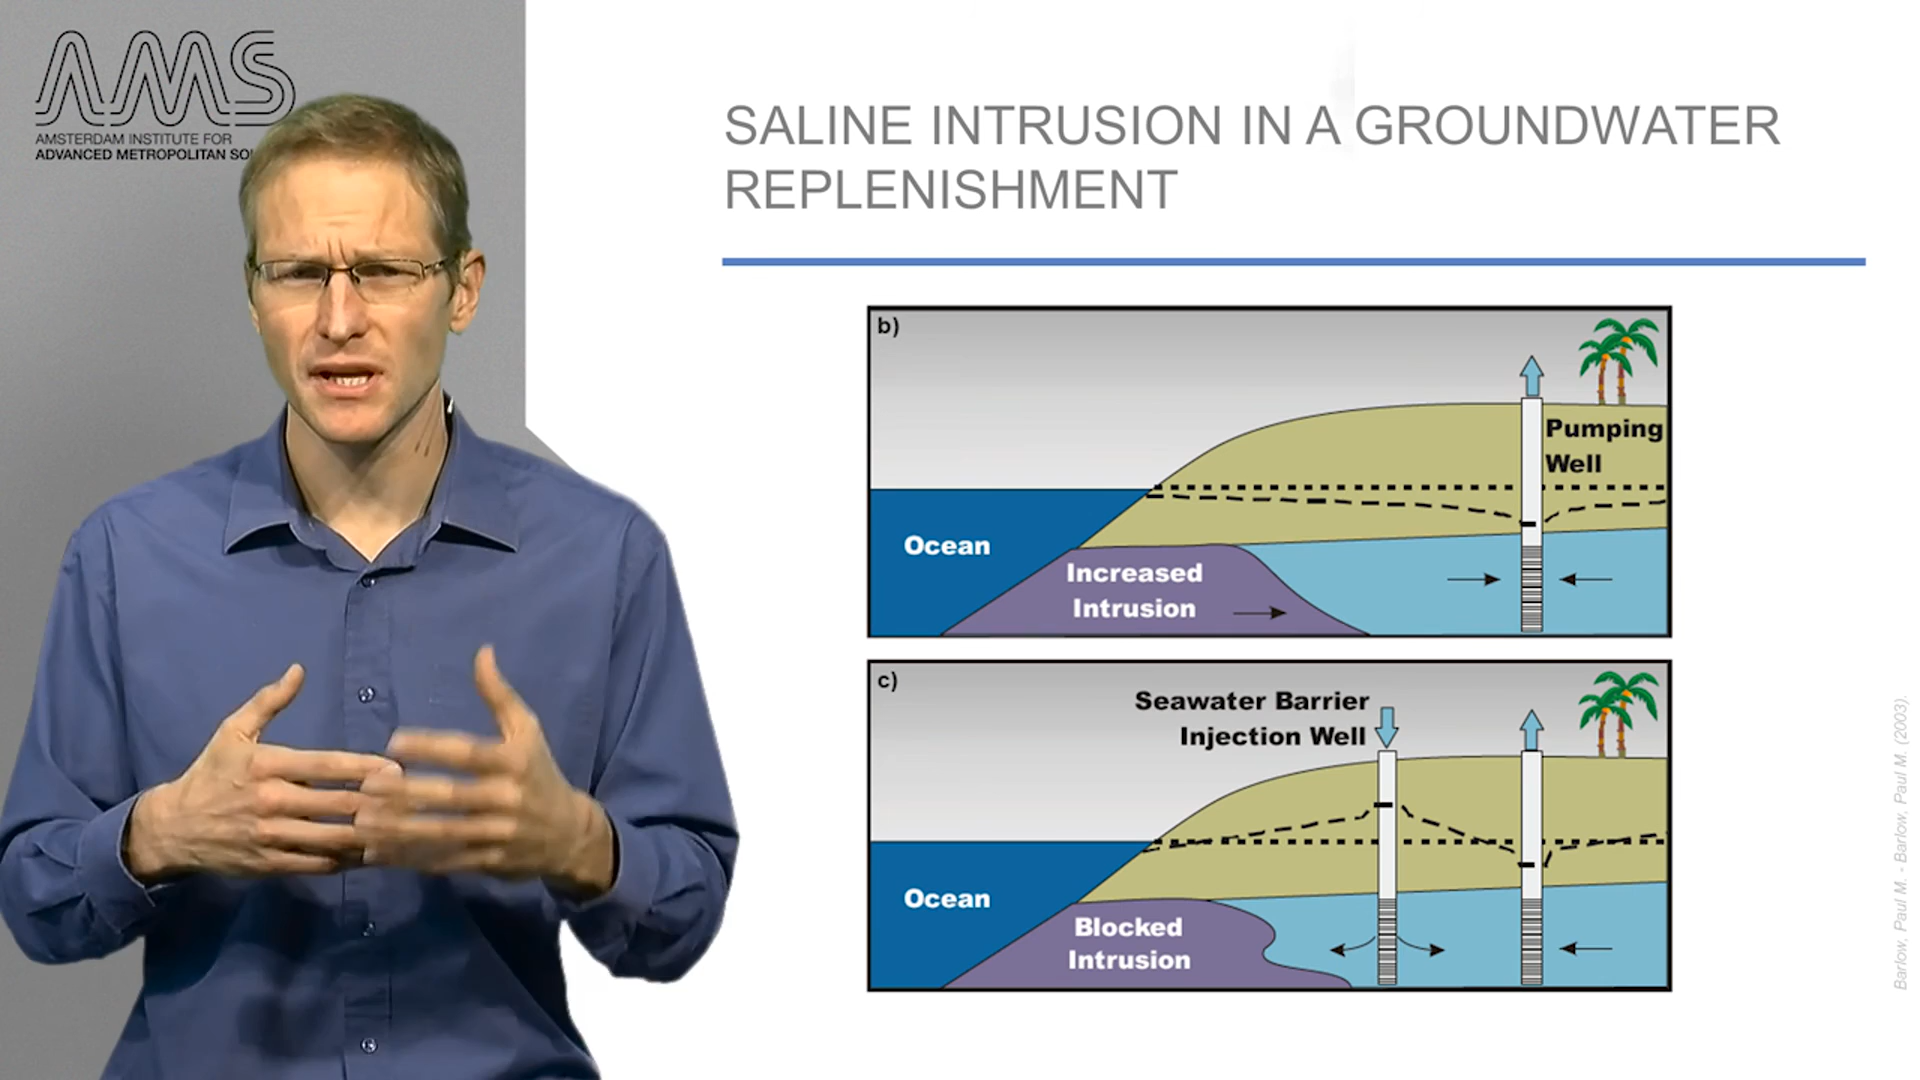 AMS
AMSTERDAM INSTITUTE FOR
ADVANCED METROPOLITAN
SALINE INTRUSION IN A GROUNDWATER
REPLENISHMENT
b)
Pumping
Well
Ocean
Increased
Intrusion
c)
Seawater Barrier
Injection Well
Ocean
Blocked
Intrusion
Barlow, Paul M. - Barlow, Paul M. (2003).